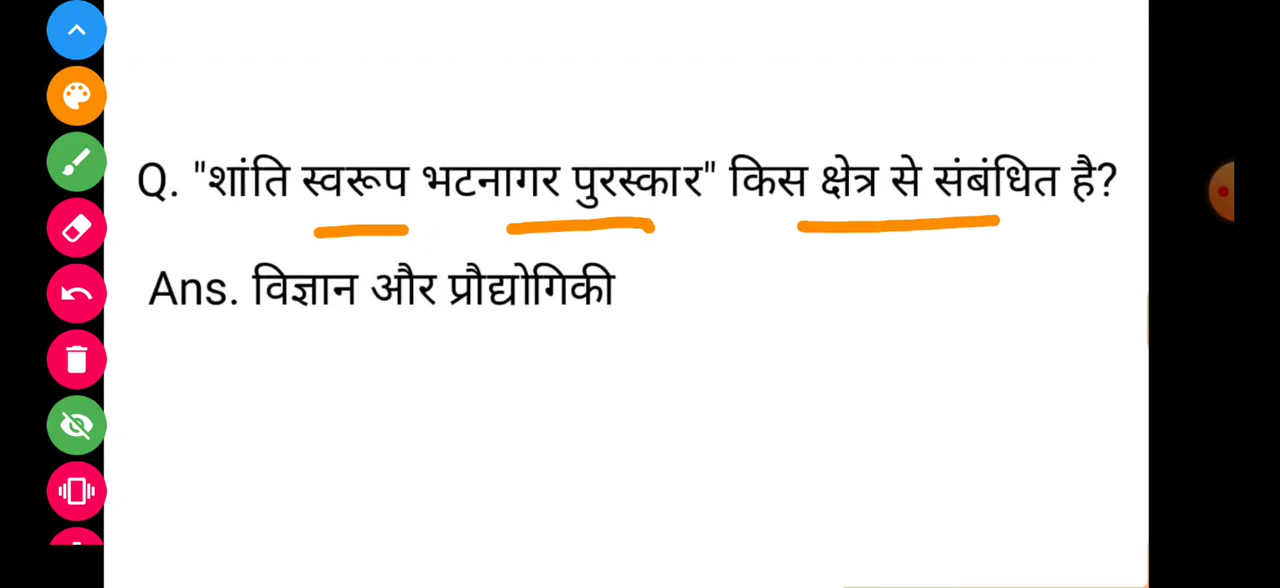 Q. "शांति स्वरूप भटनागर पुरस्कार" किस क्षेत्र से संबंधित है?
Ans. विज्ञान और प्रौद्योगिकी